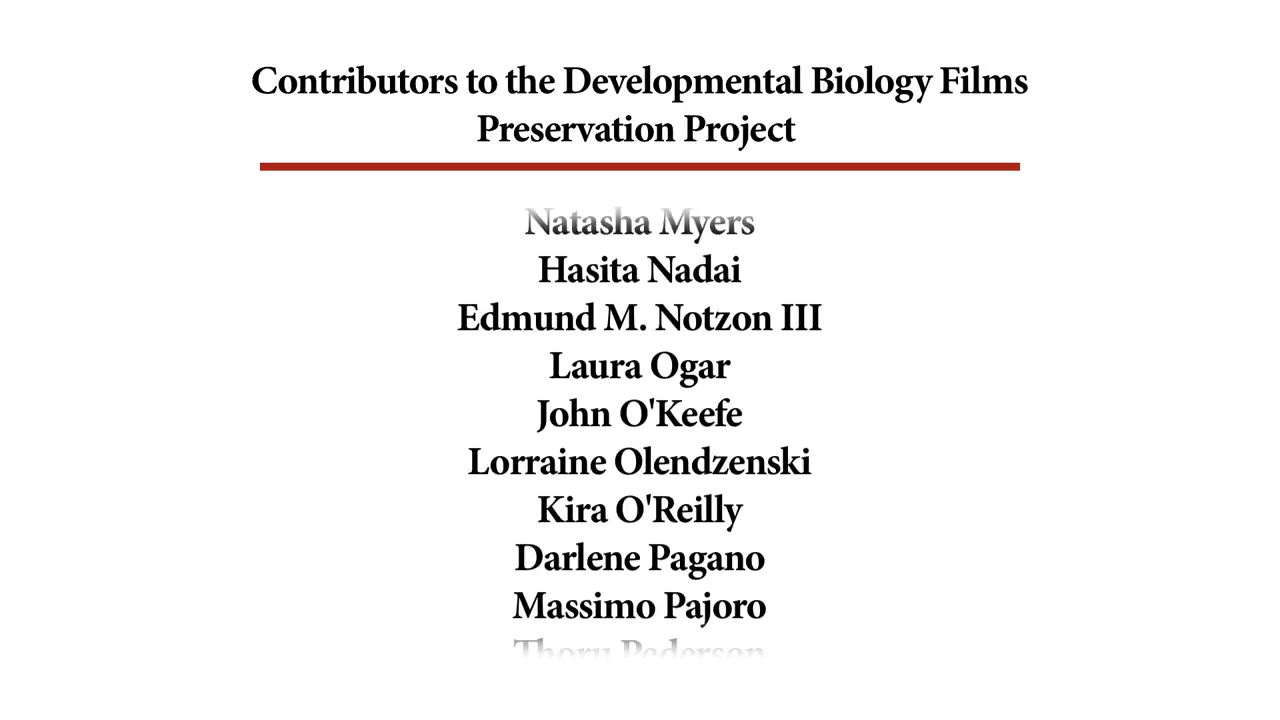 Contributors to the Developmental Biology Films
Preservation Project
Natasha Myers
Hasita Nadai
Edmund M. Notzon III
Laura Ogar
John O'Keefe
Lorraine Olendzenski
Kira O'Reilly
Darlene Pagano
Massimo Pajoro
Pederson